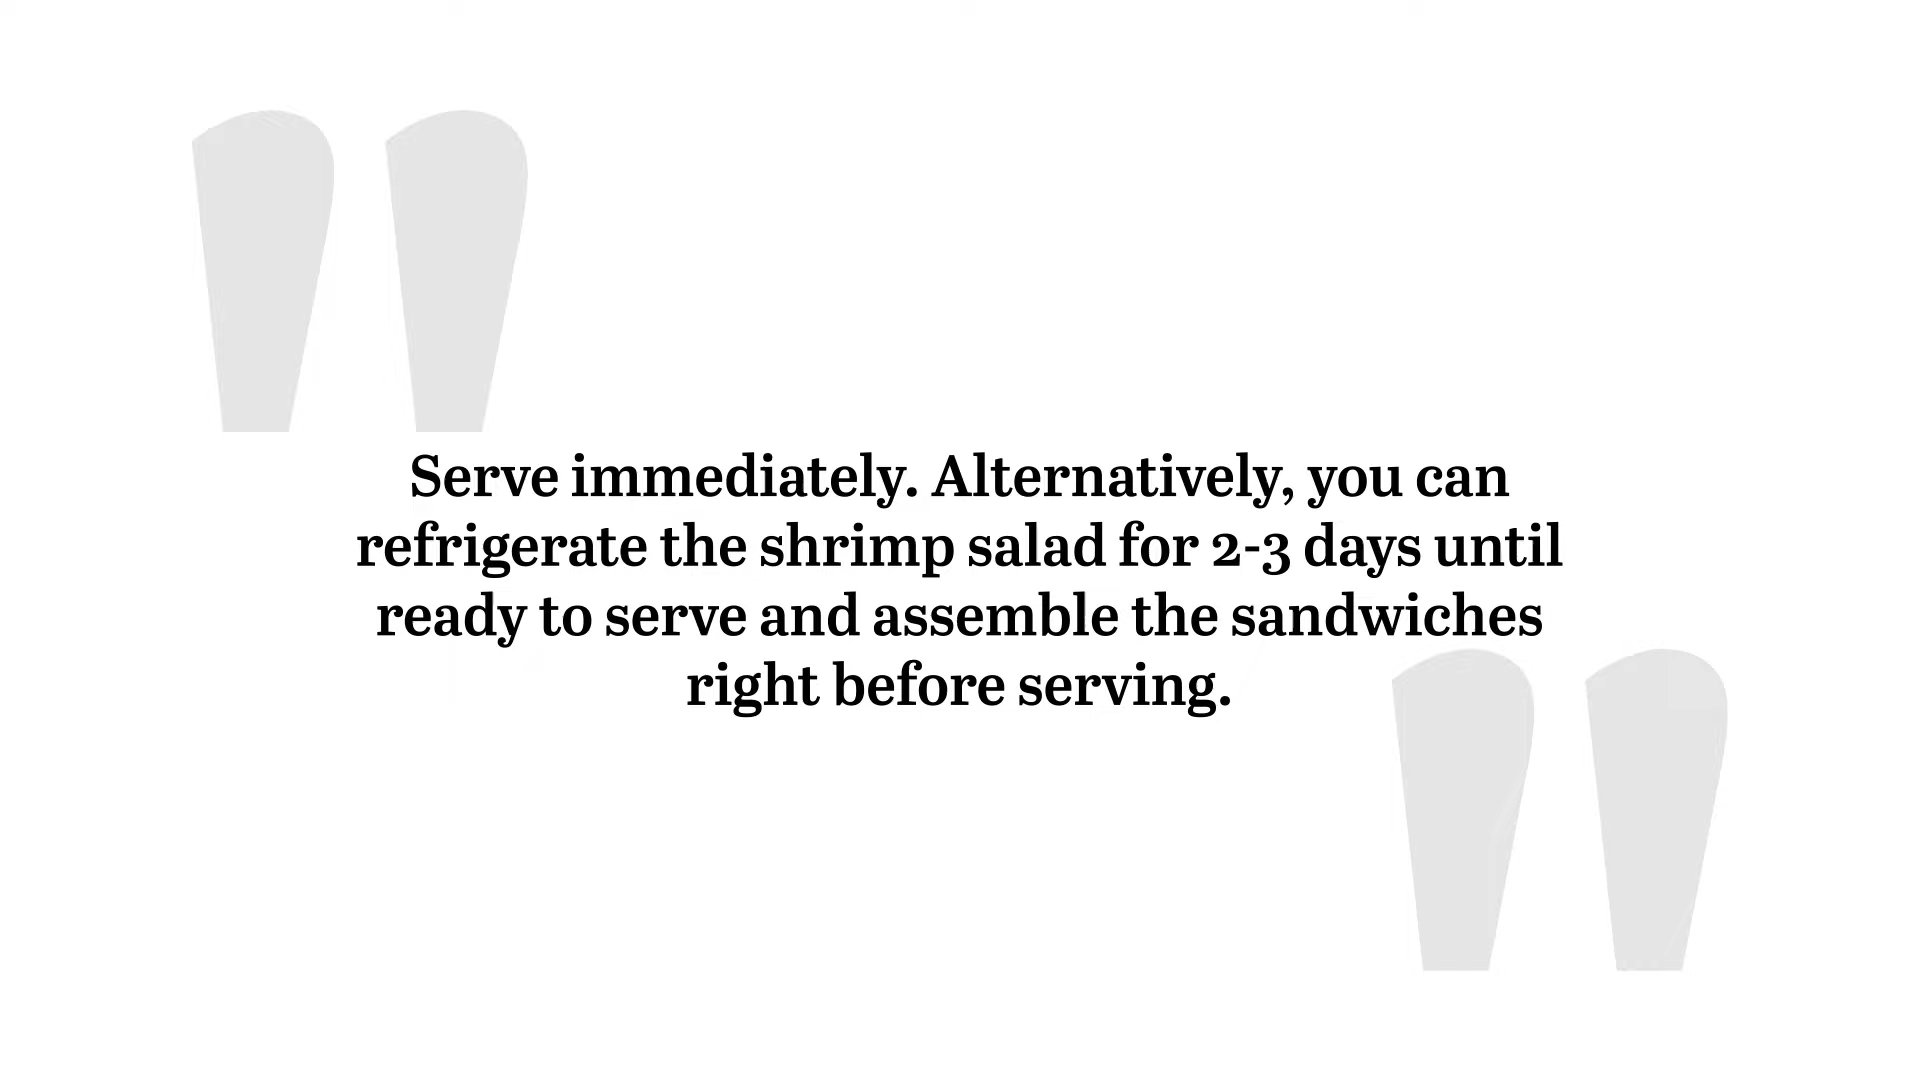 Serve immediately. Alternatively, you can
refrigerate the shrimp salad for 2-3 days until
ready to serve and assemble the sandwiches
right before serving.